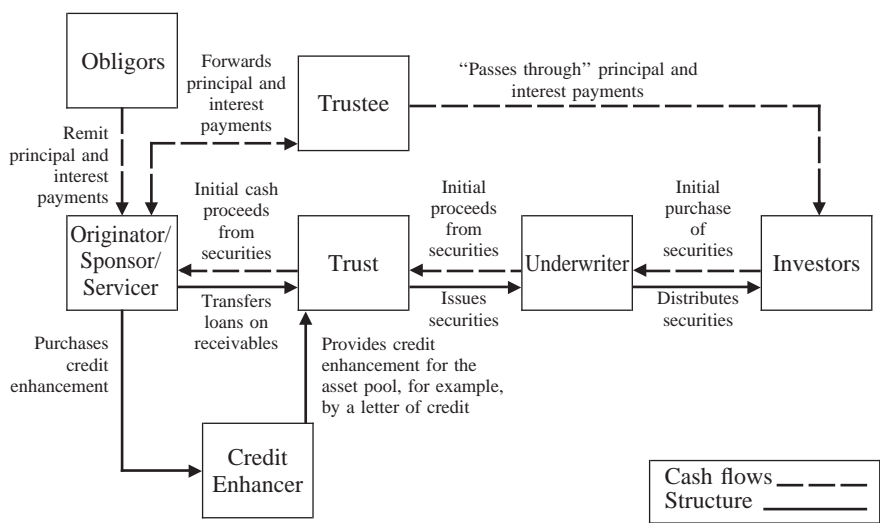 Obligors
Forwards
principal and
interest
payments
Trustee
“Passes through” principal and
interest payments
Remit
principal and
interest
payments
Originator/
Sponsor/
Servicer
Initial cash
proceeds
from
securities
Transfers
loans on
receivables
Trust
Initial
proceeds
from
securities
Issues
securities
Underwriter
Initial
purchase
of
securities
Distributes
securities
Investors
Purchases
credit
enhancement
Provides credit
enhancement for the
asset pool, for example,
by a letter of credit
Credit
Enhancer
Cash flows
Structure